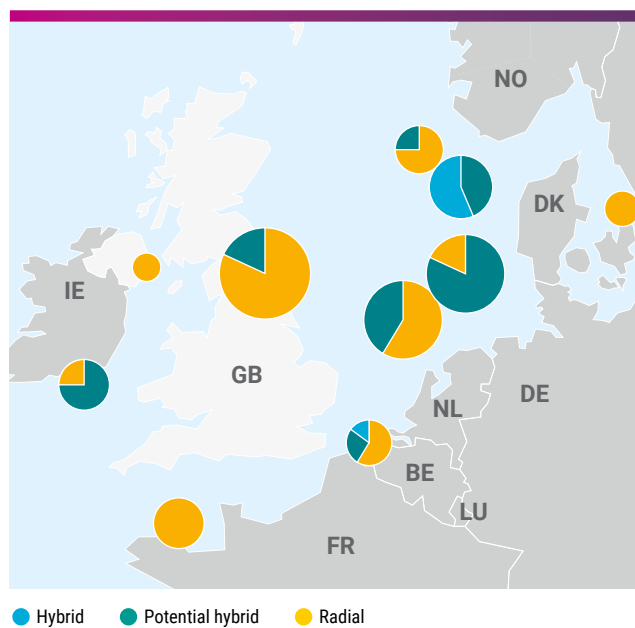 NO
DK
IE
GB
NL
DE
BE
LU
FR
Hybrid
Potential hybrid
Radial